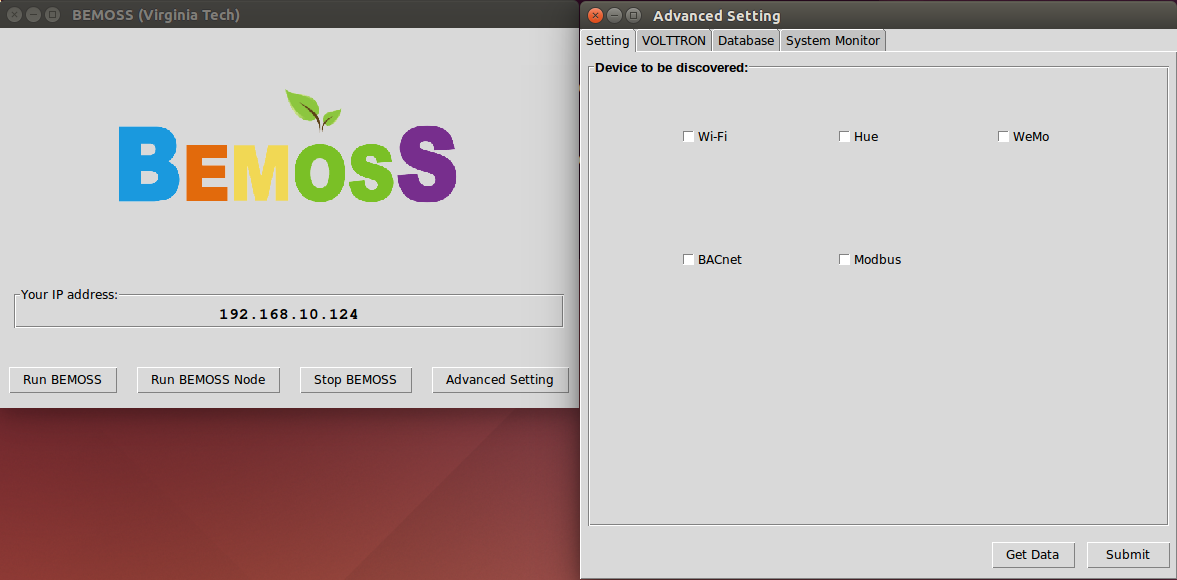 BEMOSS (Virginia Tech)
BEMOSS
Your IP address:
192.168.10.124
Run BEMOSS
Run BEMOSS Node
Stop BEMOSS
Advanced Setting
Advanced Setting
Setting
VOLTTRON
Database
System Monitor
Device to be discovered:
Wi-Fi
Hue
WeMo
BACnet
Modbus
Get Data
Submit